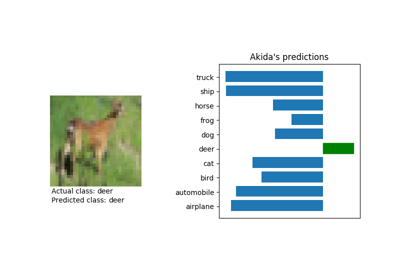 Akida's predictions
truck
ship
horse
frog
dog
deer
cat
bird
automobile
airplane
Actual class: deer
Predicted class: deer